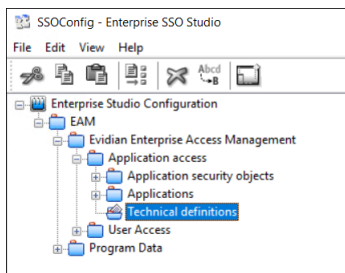 SSOConfig - Enterprise SSO Studio
File Edit View Help
Abcd
B
Enterprise Studio Configuration
EAM
Evidian Enterprise Access Management
Application access
Application security objects
Applications
Technical definitions
User Access
Program Data